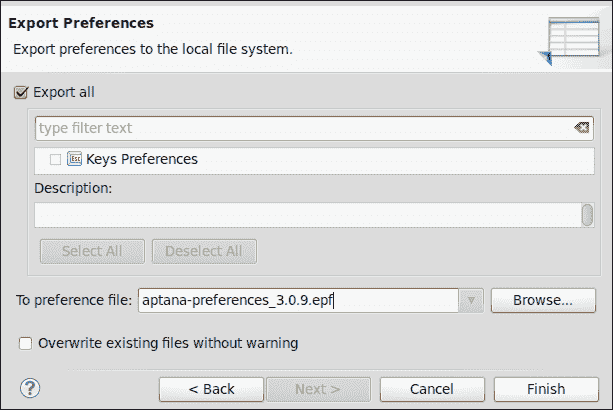 Export Preferences
Export preferences to the local file system.
Export all
type filter text
Esc Keys Preferences
Description:
Select All Deselect All
To preference file: aptana-preferences_3.0.9.epf Browse...
Overwrite existing files without warning
? < Back Next > Cancel Finish